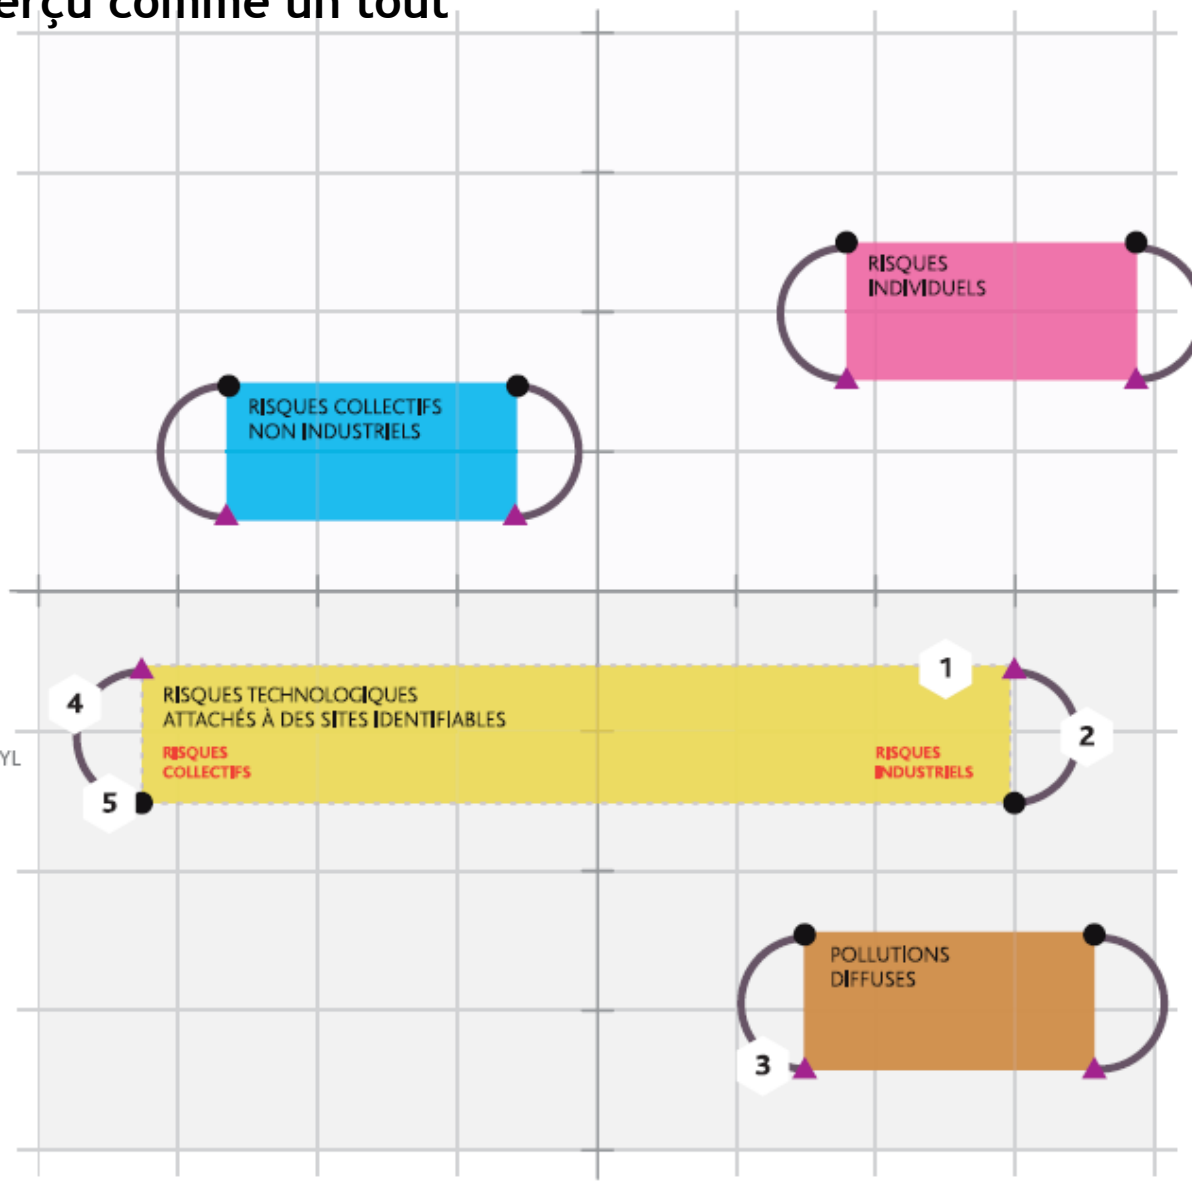 comme un tout
RISQUES
INDIVIDUELS
RISQUES COLLECTIFS
NON INDUSTRIELS
1
4
RISQUES TECHNOLOGIQUES
ATTACHÉS À DES SITES IDENTIFIABLES
2
YL
RISQUES
COLLECTIFS
RISQUES
INDUSTRIELS
5
POLLUTIONS
DIFFUSES
3